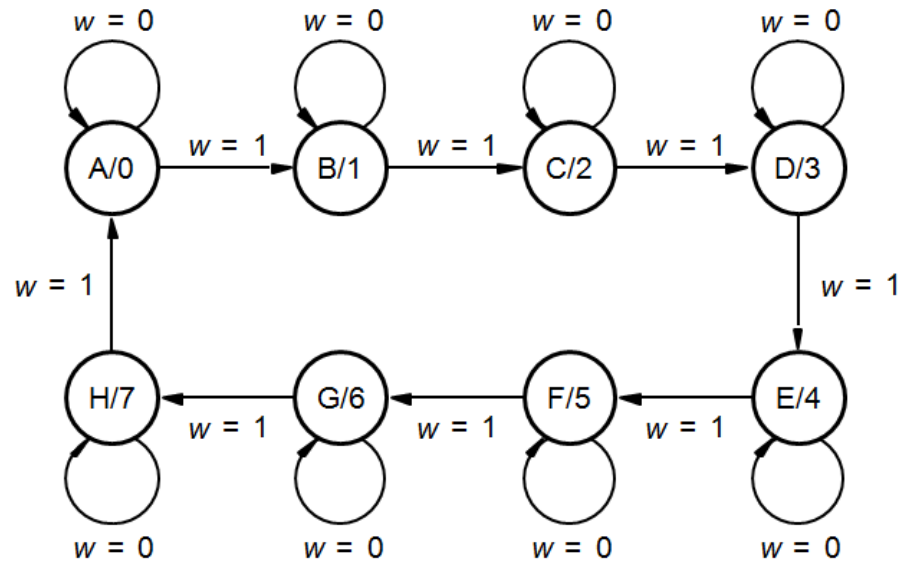 w = 0 w = 0 w = 0 w = 0
A/0 w = 1 B/1 w = 1 C/2 w = 1 D/3
w = 1 w = 1
H/7 w = 1 G/6 w = 1 F/5 w = 1 E/4
w = 0 w = 0 w = 0 w = 0